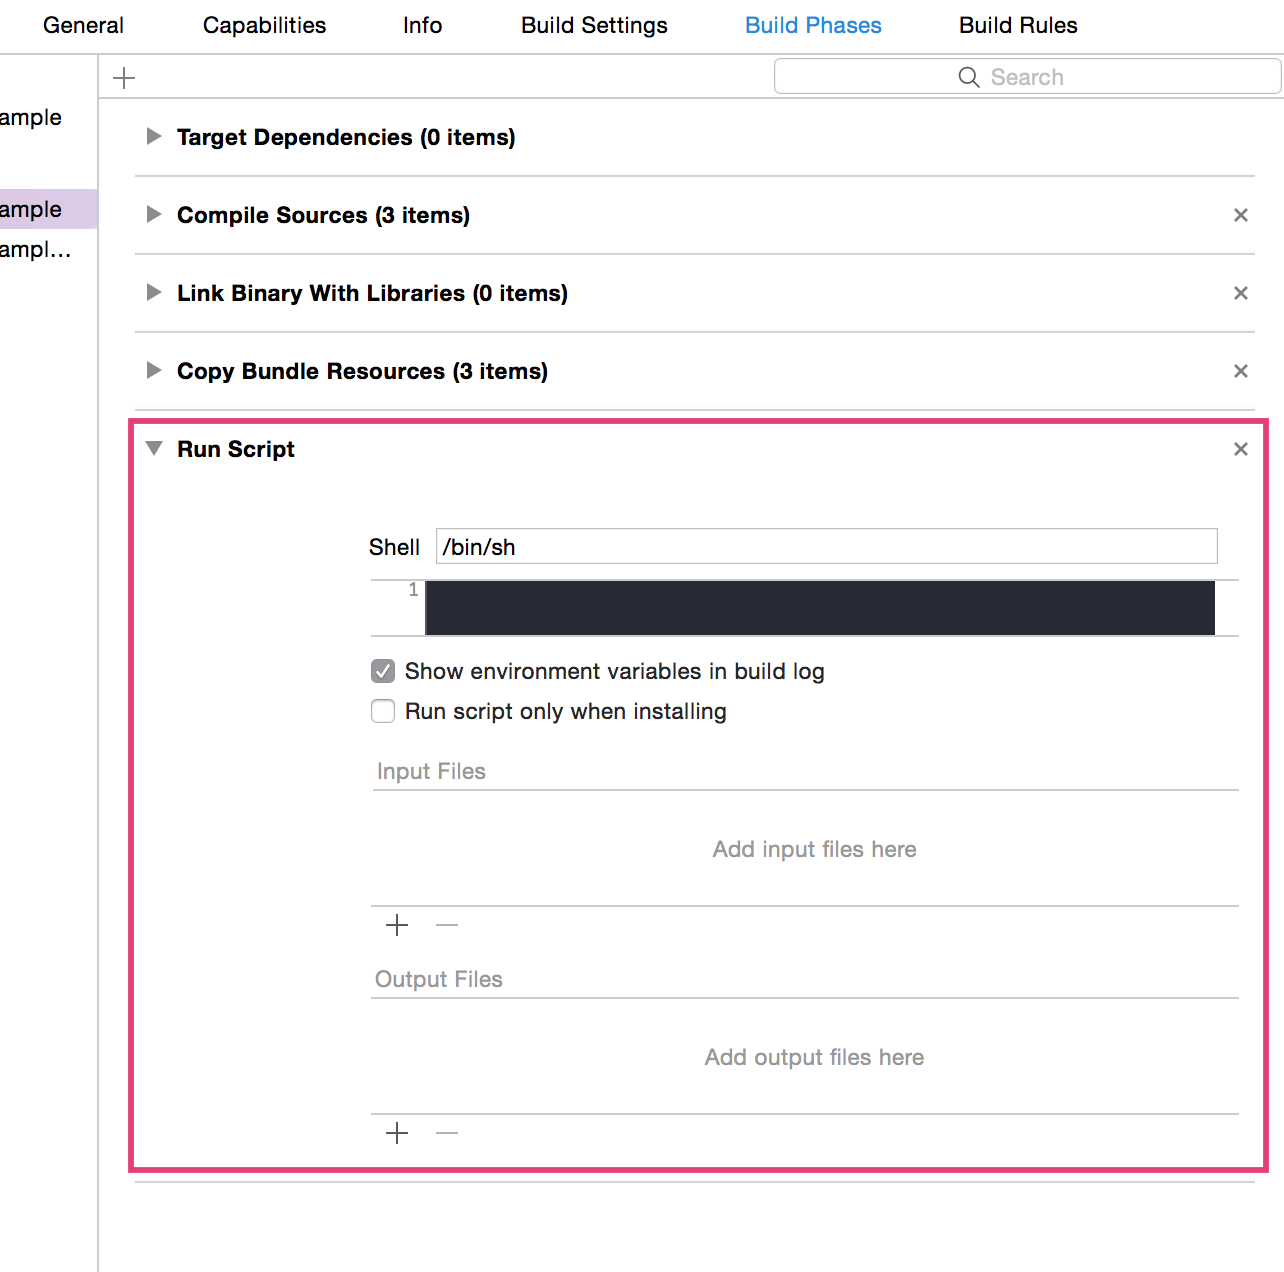 General Capabilities Info Build Settings Build Phases Build Rules
Search
ample
Target Dependencies (0 items)
ample
Compile Sources (3 items)
ampl...
Link Binary With Libraries (0 items)
Copy Bundle Resources (3 items)
Run Script
Shell /bin/sh
1
Show environment variables in build log
Run script only when installing
Input Files
Add input files here
Output Files
Add output files here